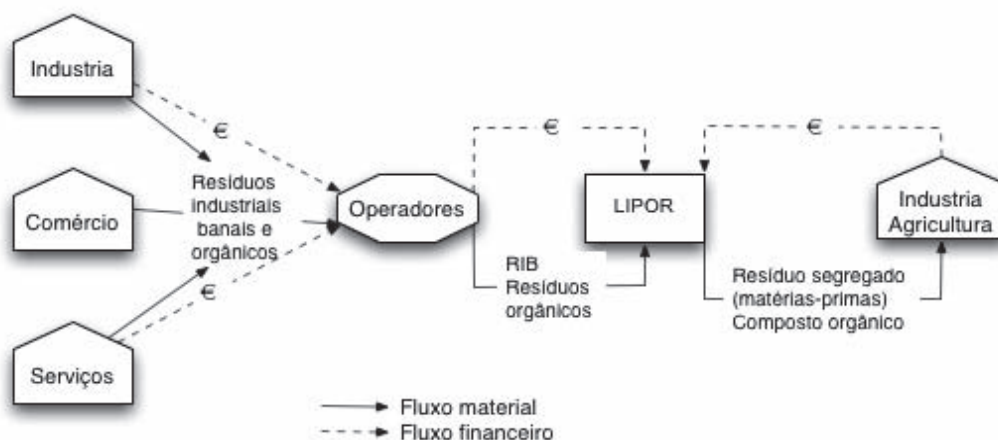 Industria
€
€
€
Comércio
Resíduos
industriais
banais e
orgânicos
Operadores
LIPOR
Industria
Agricultura
€
Serviços
RIB
Resíduos
orgânicos
Resíduo segregado
(matérias-primas)
Composto orgânico
Fluxo material
Fluxo financeiro